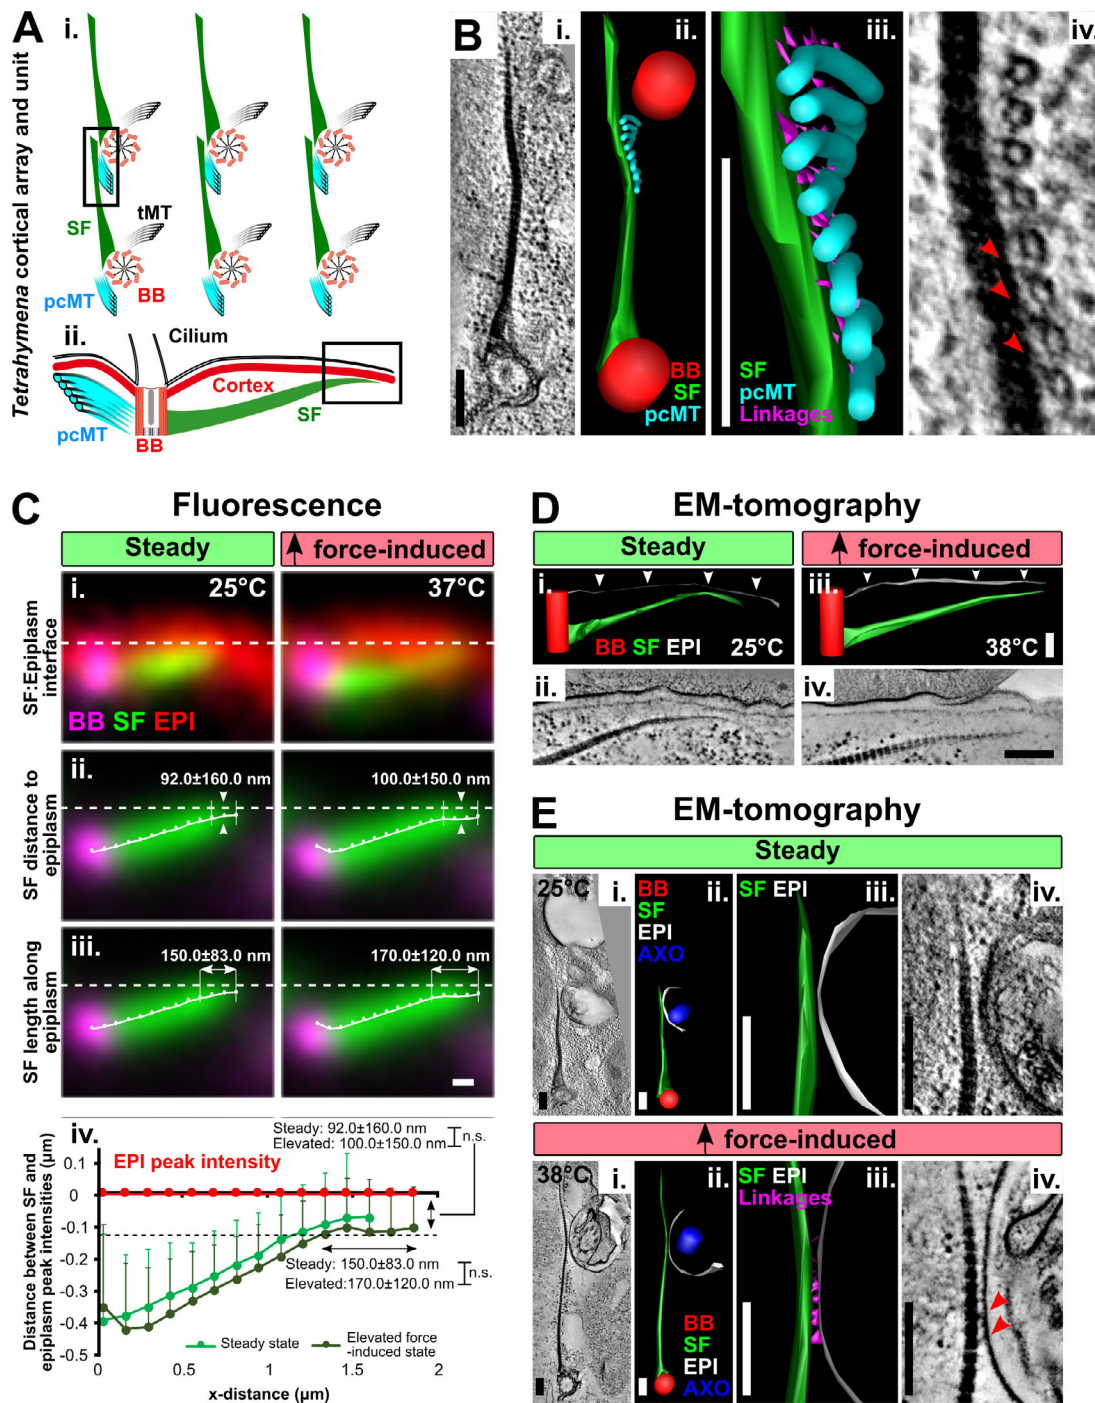 A
Tetrahymena cortical array and unit
i.
SF
tMT
pcMT
BB
ii.
Cilium
Cortex
SF
pcMT
BB
B
i.
ii.
BB
SF
pcMT
iii.
SF
pcMT
Linkages
iv.
C
Fluorescence
Steady
force-induced
SF:Epiplasm
interface
i.
25°C
37°C
BB SF EPI
SF distance to
epiplasm
ii.
92.0±160.0 nm
100.0±150.0 nm
SF length along
epiplasm
iii.
150.0±83.0 nm
170.0±120.0 nm
iv.
Steady: 92.0±160.0 nm
Elevated: 100.0±150.0 nm
n.s.
EPI peak intensity
Distance between SF and
epiplasm peak intensities (µm)
0.1
0
-0.1
-0.2
-0.3
-0.4
-0.5
Steady: 150.0±83.0 nm
Elevated:170.0±120.0 nm
n.s.
Steady state
Elevated force
-induced state
0
0.5
1
1.5
2
x-distance (µm)
D
EM-tomography
Steady
force-induced
i.
BB SF EPI
25°C
iii.
38°C
ii.
iv.
E
EM-tomography
Steady
25°C
i.
BB
SF
EPI
AXO
ii.
SF EPI
iii.
iv.
force-induced
38°C
i.
ii.
BB
SF
EPI
AXO
SF EPI
Linkages
iii.
iv.